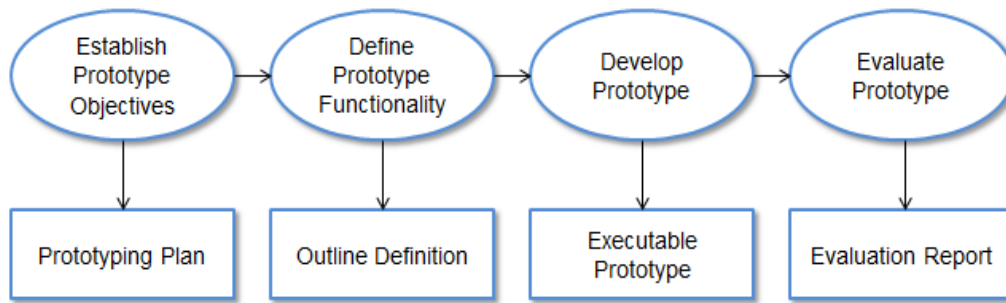 Establish
Prototype
Objectives
Define
Prototype
Functionality
Develop
Prototype
Evaluate
Prototype
Prototyping Plan
Outline Definition
Executable
Prototype
Evaluation Report